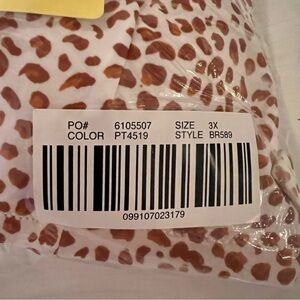 PO# 6105507 SIZE 3X
COLOR PT4519 STYLE BR589
099107023179